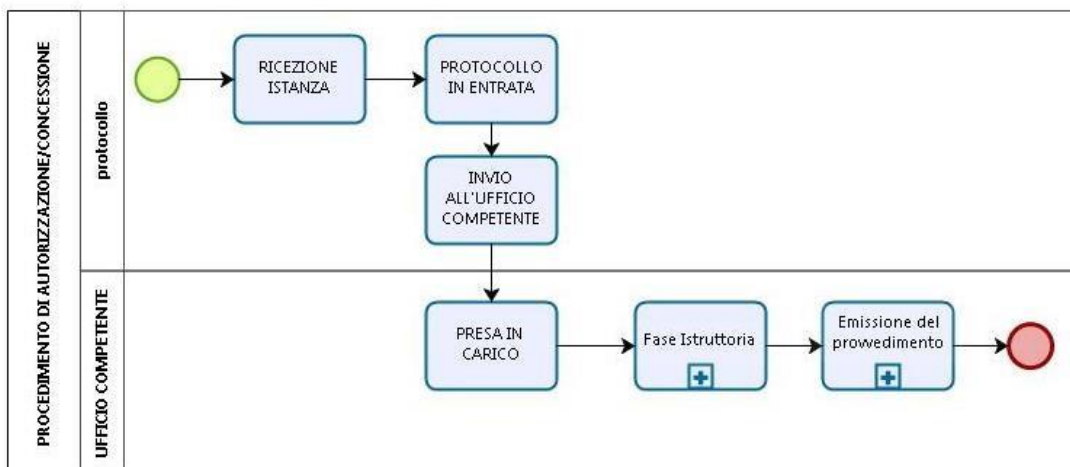 PROCEDIMENTO DI AUTORIZZAZIONE/CONCESSIONE
protocollo
RICEZIONE
ISTANZA
PROTOCOLLO
IN ENTRATA
INVIO
ALL'UFFICIO
COMPETENTE
UFFICIO COMPETENTE
PRESA IN
CARICO
Fase Istruttoria
Emissione del
provvedimento